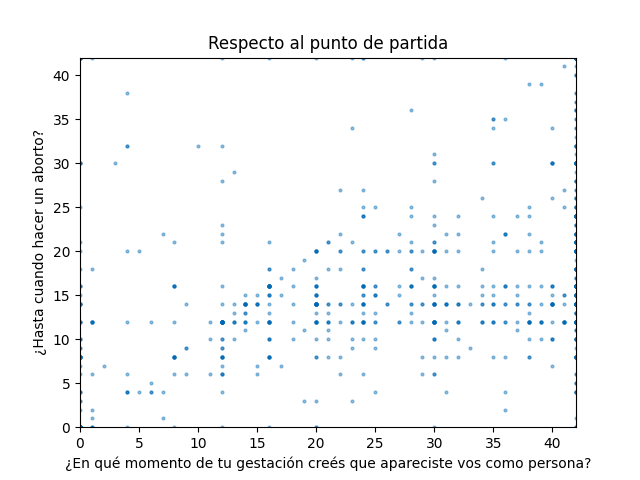 Respecto al punto de partida
¿Hasta cuando hacer un aborto?
40
35
30
25
20
15
10
5
0
0 5 10 15 20 25 30 35 40
¿En qué momento de tu gestación creés que apareciste vos como persona?